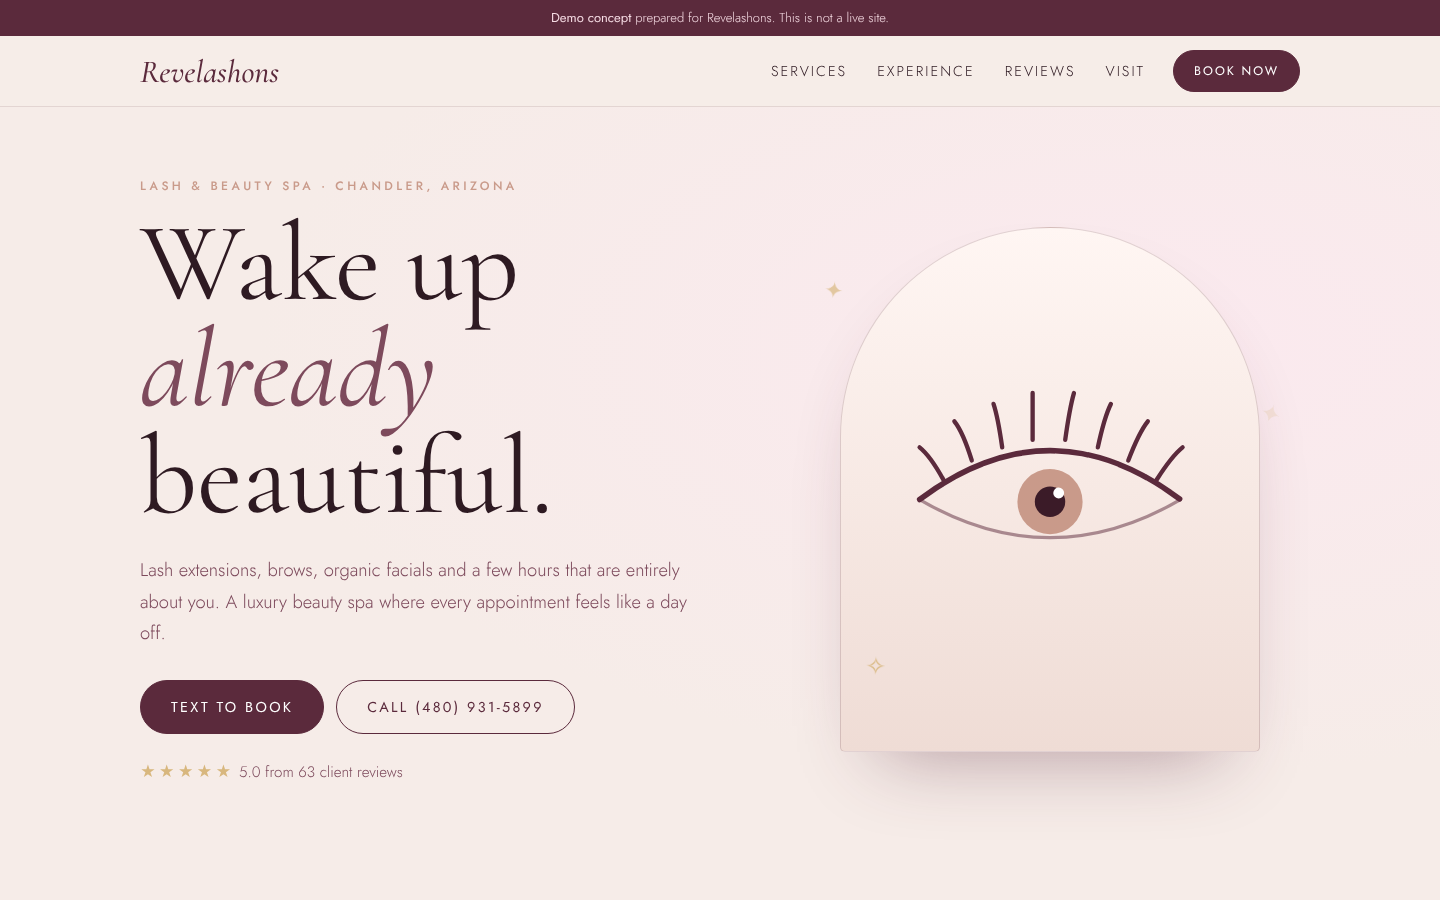 Demo concept prepared for Revelashons. This is not a live site.
Revelashons
SERVICES EXPERIENCE REVIEWS VISIT BOOK NOW
LASH & BEAUTY SPA · CHANDLER, ARIZONA
Wake up
already
beautiful.
Lash extensions, brows, organic facials and a few hours that are entirely
about you. A luxury beauty spa where every appointment feels like a day
off.
TEXT TO BOOK CALL (480) 931-5899
★★★★★ 5.0 from 63 client reviews